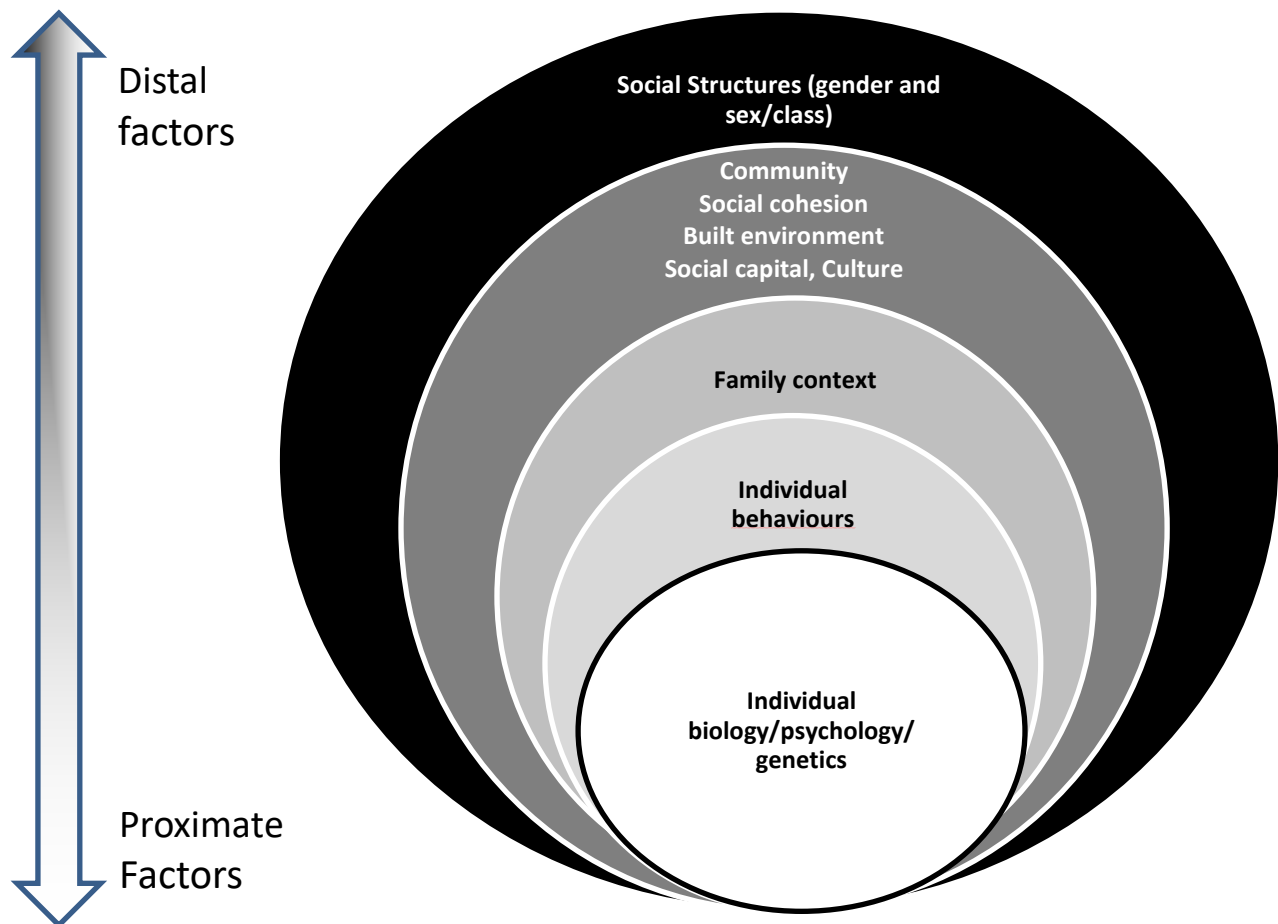 Distal
factors
Social Structures (gender and
sex/class)
Community
Social cohesion
Built environment
Social capital, Culture
Family context
Individual
behaviours
Individual
biology/psychology/
genetics
Proximate
Factors